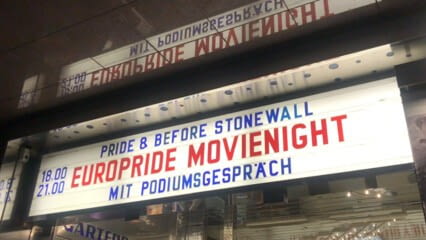 PRIDE & BEFORE STONEWALL
18.00 EUROPRIDE MOVIENIGHT
21.00 MIT PODIUMSGESPRÄCH